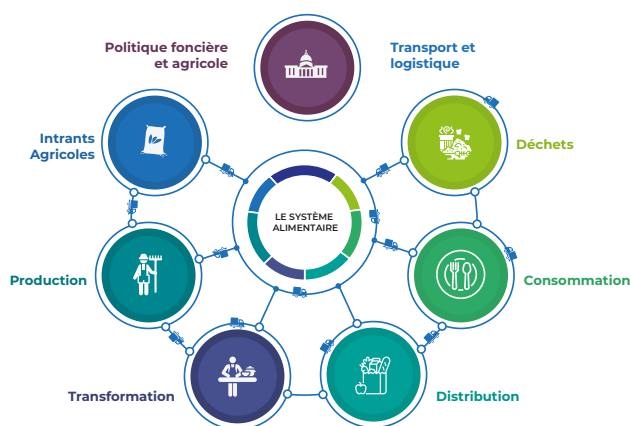 Politique foncière
et agricole
Transport et
logistique
Intrants
Agricoles
Déchets
LE SYSTÈME
ALIMENTAIRE
Production
Consommation
Transformation
Distribution